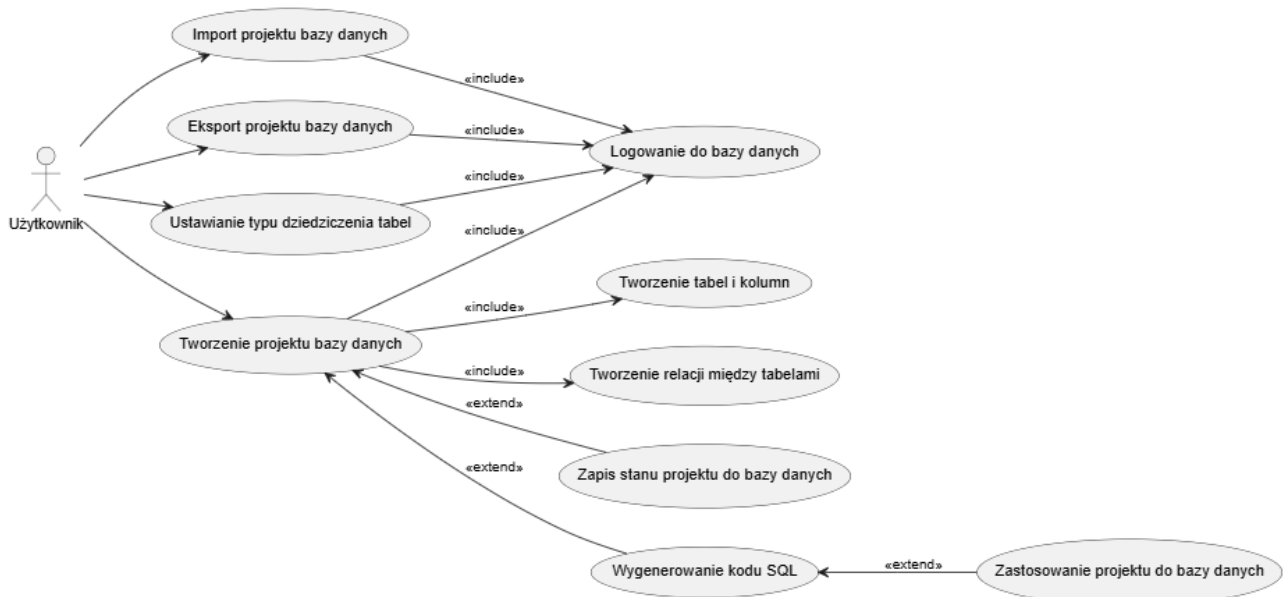 Import projektu bazy danych
«include»
Eksport projektu bazy danych
«include»
Logowanie do bazy danych
«include»
Użytkownik
Ustawianie typu dziedziczenia tabel
«include»
Tworzenie tabel i kolumn
«include»
Tworzenie projektu bazy danych
«include»
Tworzenie relacji między tabelami
«extend»
«extend»
Zapis stanu projektu do bazy danych
Wygenerowanie kodu SQL
«extend»
Zastosowanie projektu do bazy danych